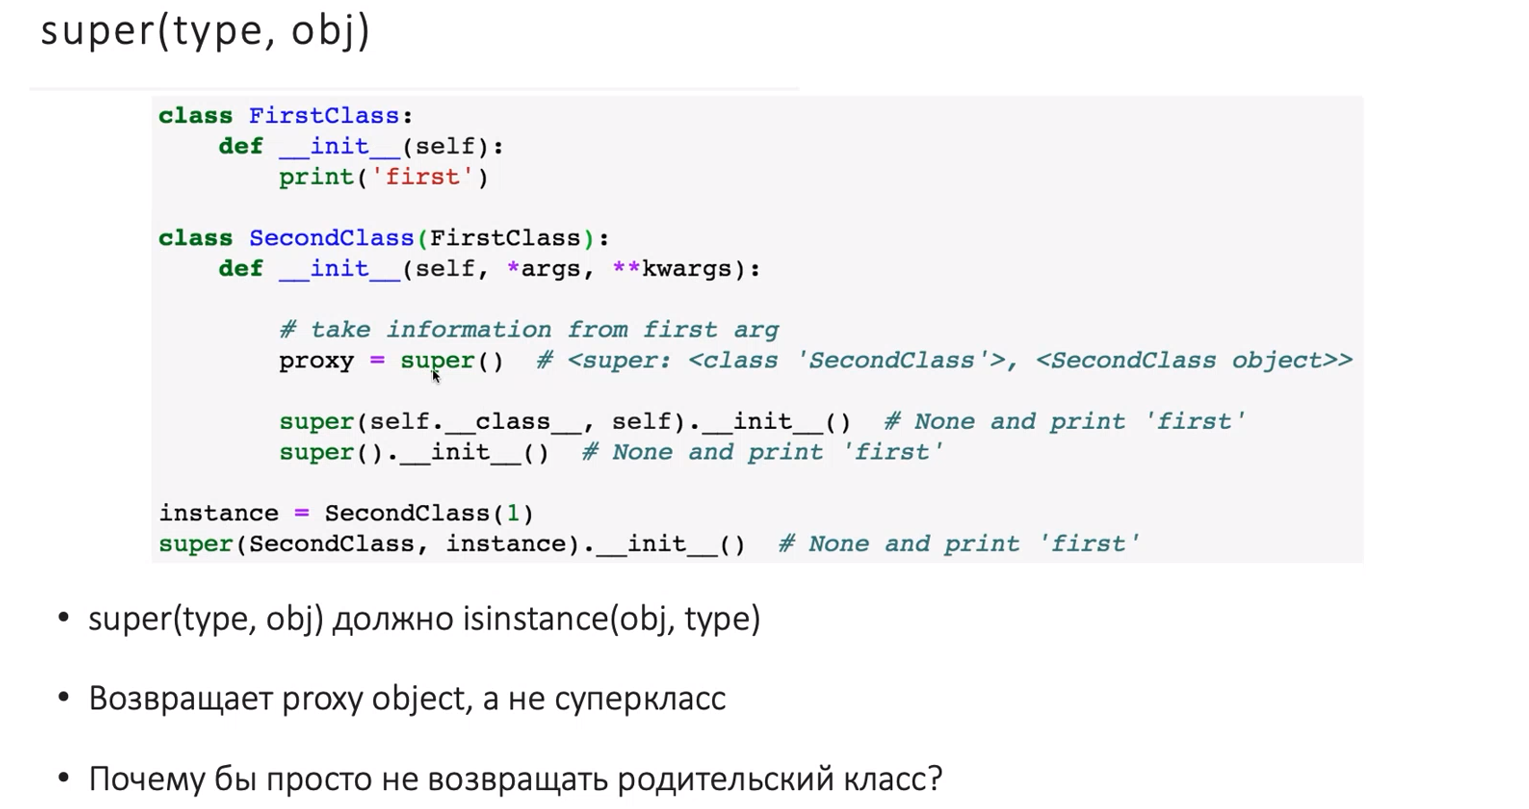 super(type, obj)
class FirstClass:
    def __init__(self):
        print('first')
class SecondClass(FirstClass):
    def __init__(self, *args, **kwargs):
        # take information from first arg
        proxy = super()  # <super: <class 'SecondClass'>, <SecondClass object>>
        super(self.__class__, self).__init__()  # None and print 'first'
        super().__init__()  # None and print 'first'
instance = SecondClass(1)
super(SecondClass, instance).__init__()  # None and print 'first'
• super(type, obj) должно isinstance(obj, type)
• Возвращает proxy object, а не суперкласс
• Почему бы просто не возвращать родительский класс?